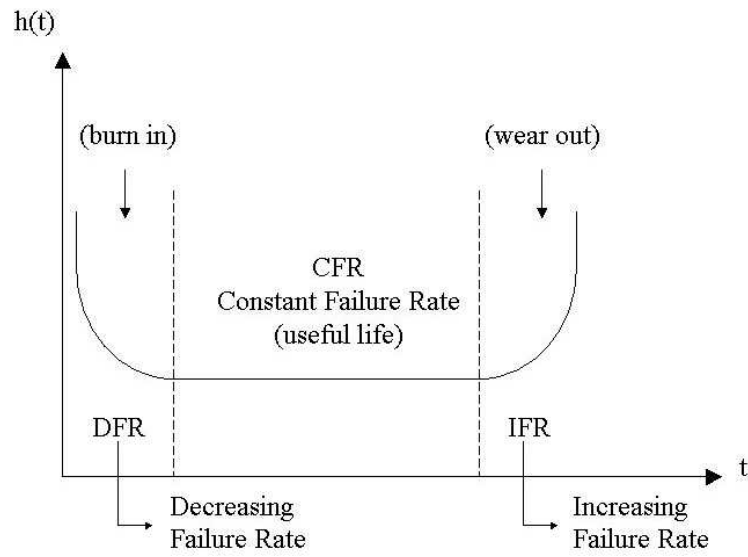 h(t)
(burn in)
(wear out)
CFR
Constant Failure Rate
(useful life)
DFR
IFR
t
Decreasing
Failure Rate
Increasing
Failure Rate